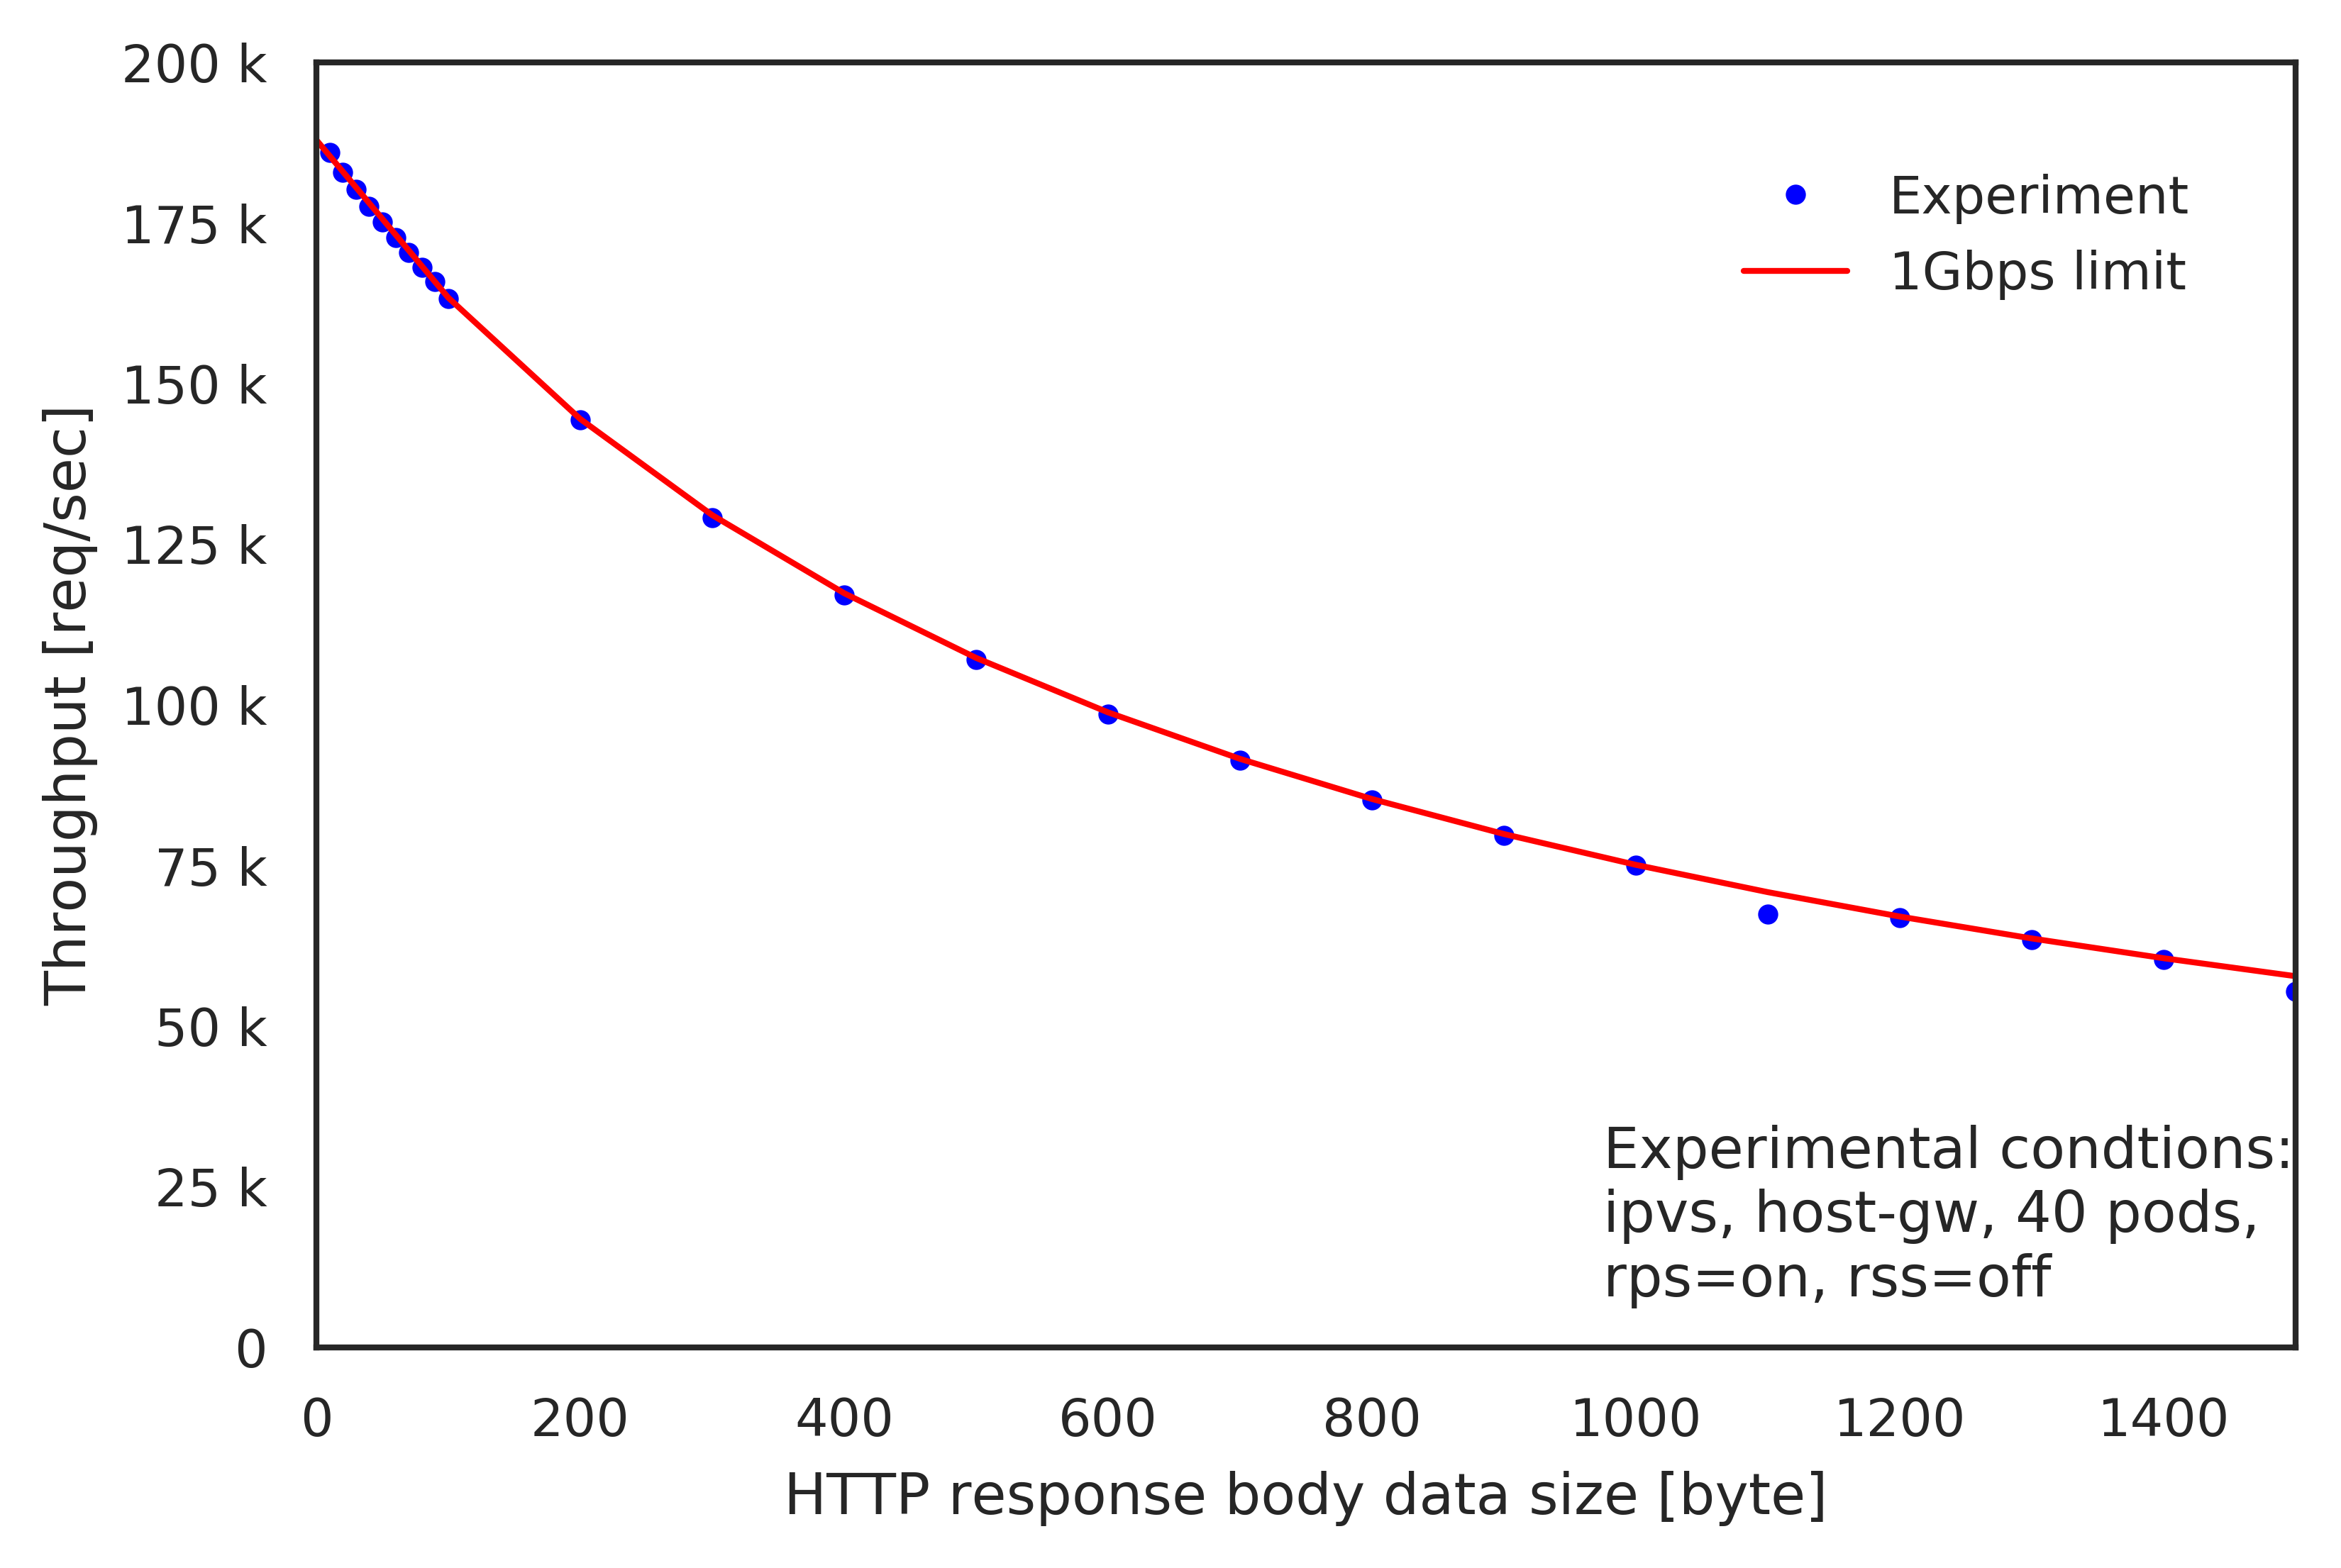 200 k
175 k
150 k
125 k
100 k
75 k
50 k
25 k
0
Throughput [req/sec]
Experiment
1Gbps limit
Experimental condtions:
ipvs, host-gw, 40 pods,
rps=on, rss=off
0 200 400 600 800 1000 1200 1400
HTTP response body data size [byte]